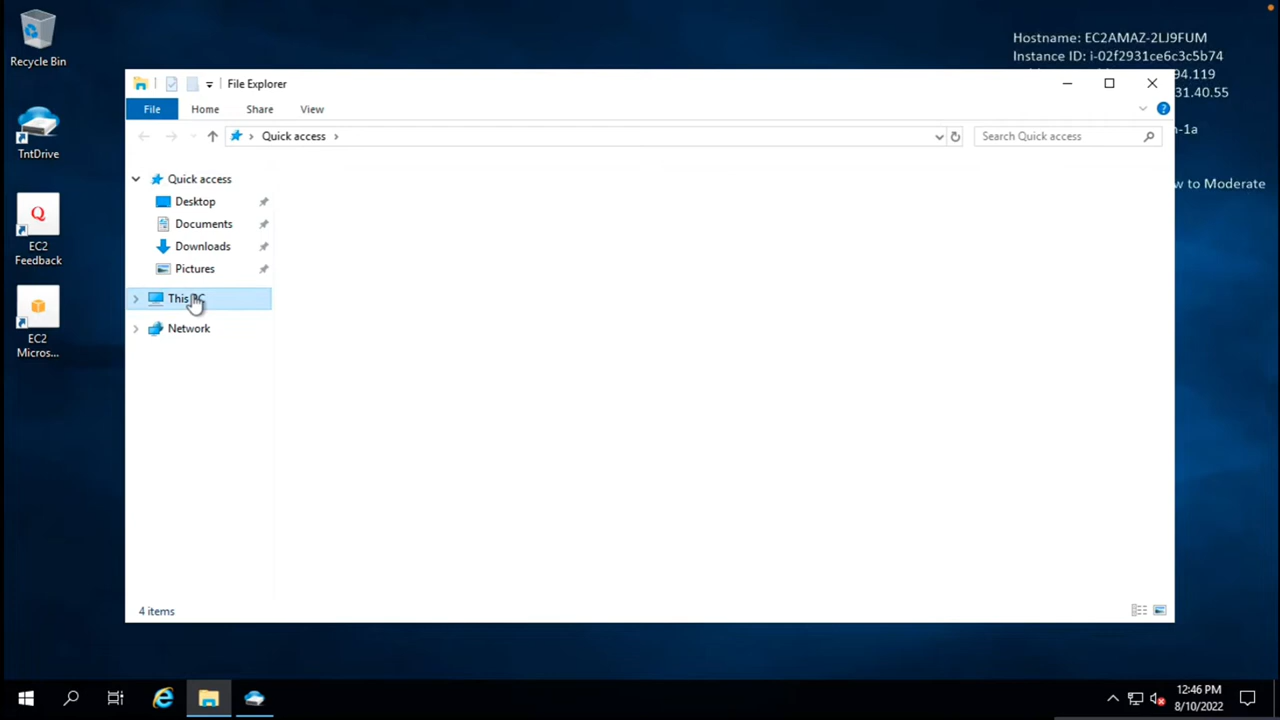 Recycle Bin
TntDrive
EC2
Feedback
EC2
Micros...
Hostname: EC2AMAZ-2LJ9FUM
Instance ID: i-02f2931ce6c3c5b74
94.119
31.40.55
n-1a
w to Moderate
File Explorer
File Home Share View
Quick access
Search Quick access
Quick access
Desktop
Documents
Downloads
Pictures
This PC
Network
4 items
12:46 PM
8/10/2022